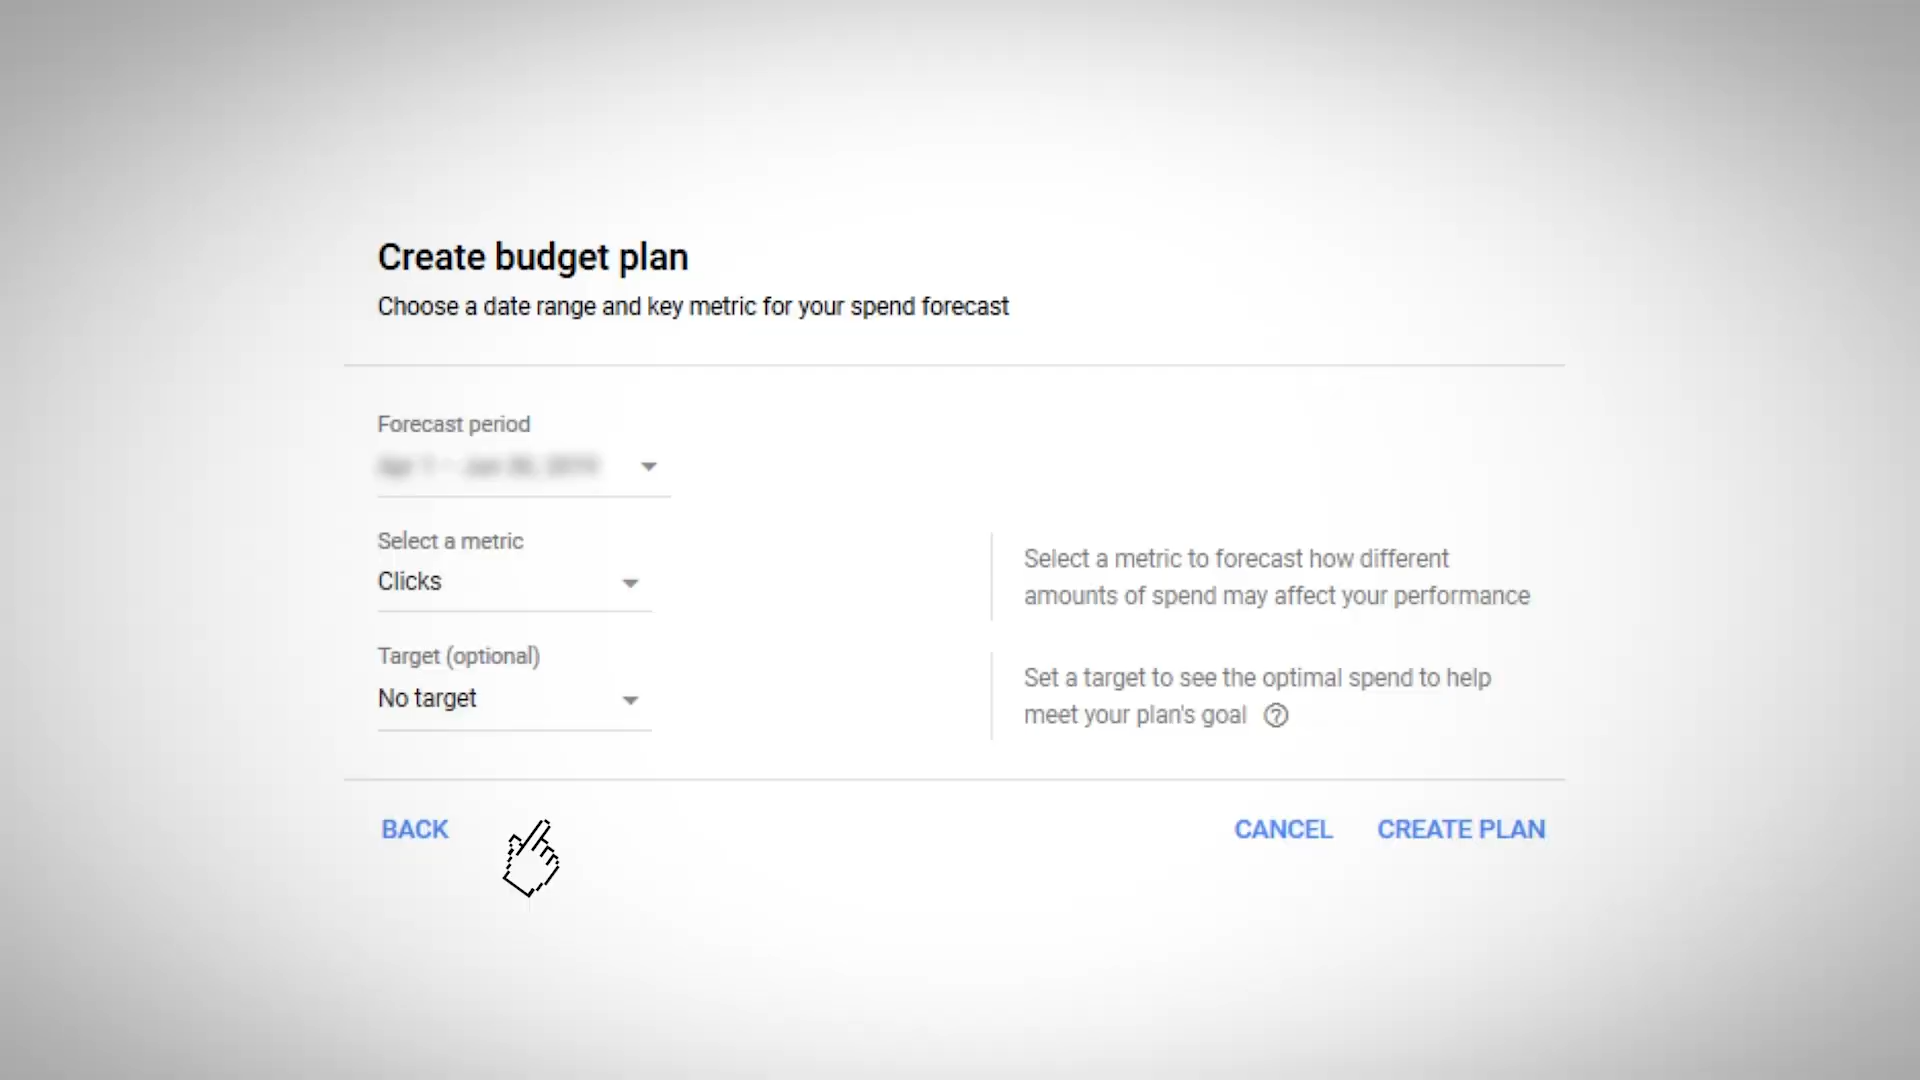 Create budget plan
Choose a date range and key metric for your spend forecast
Forecast period
Select a metric
Clicks
Select a metric to forecast how different
amounts of spend may affect your performance
Target (optional)
No target
Set a target to see the optimal spend to help
meet your plan's goal ?
BACK
CANCEL
CREATE PLAN